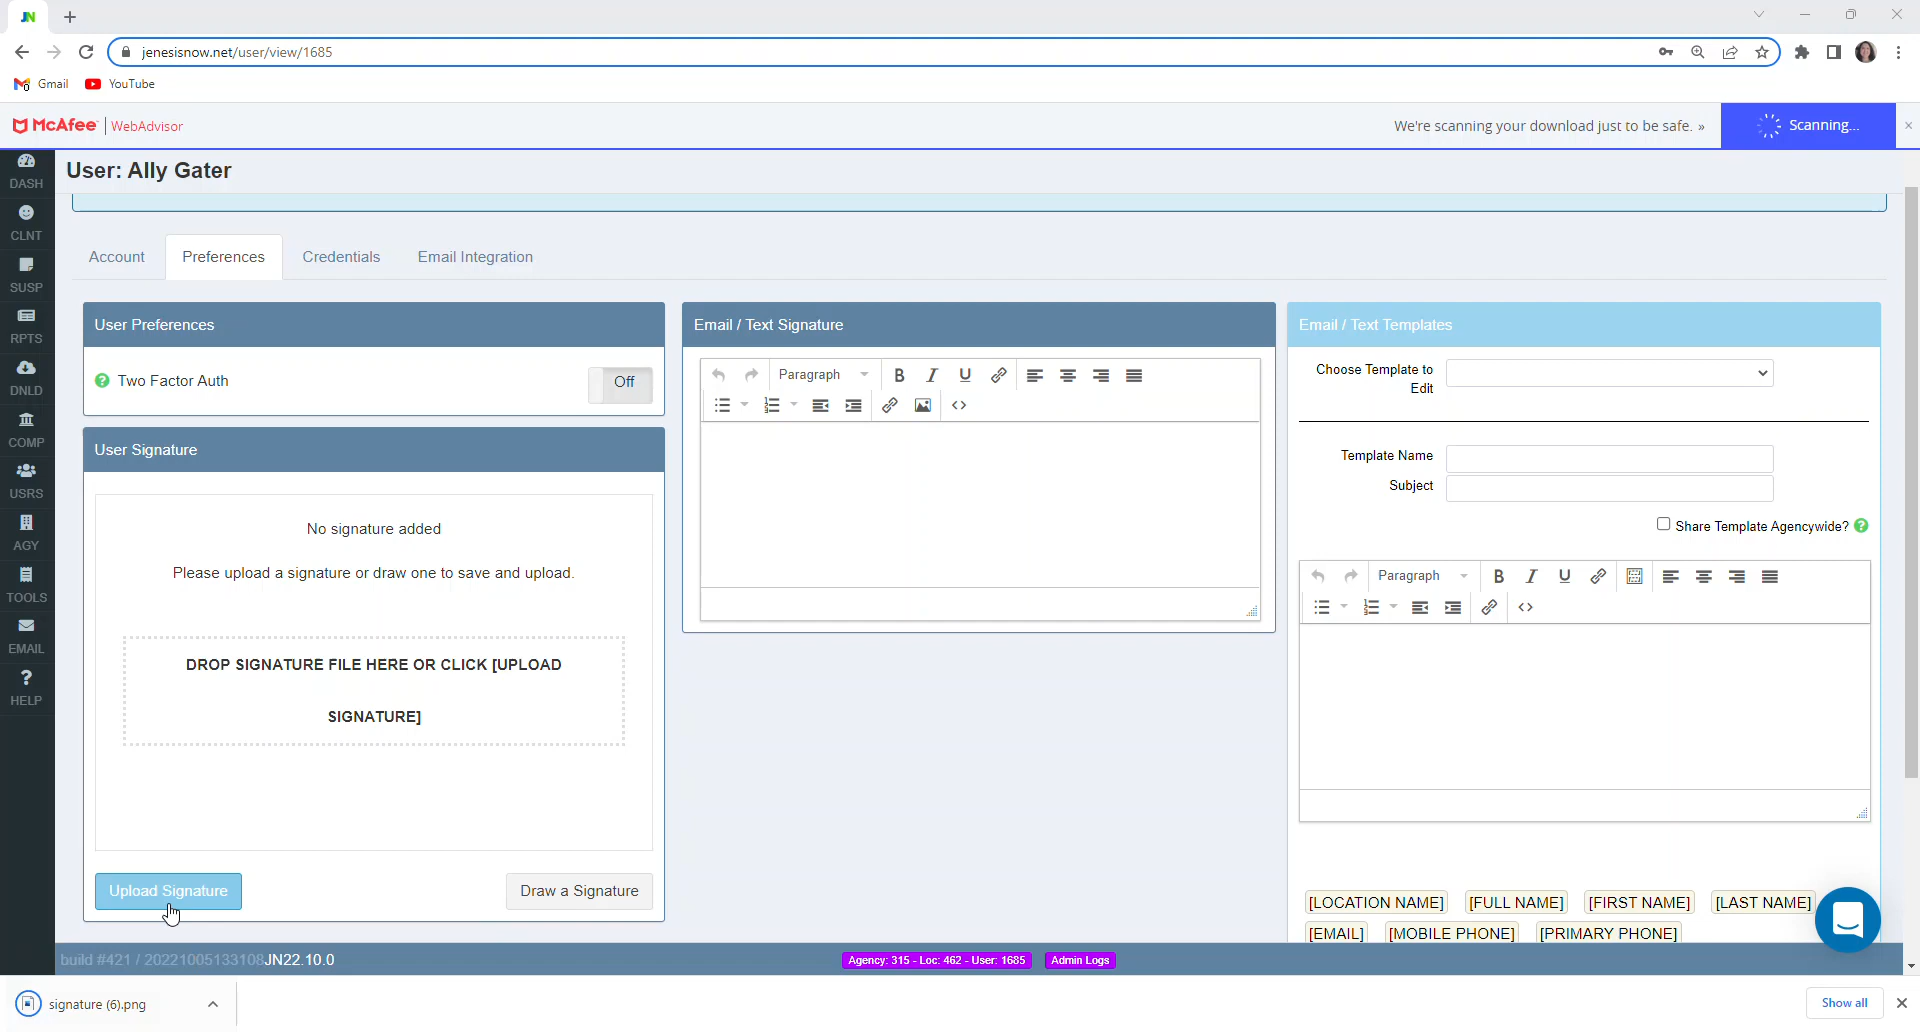 JN
jenesisnow.net/user/view/1685
Gmail
YouTube
McAfee | WebAdvisor
We're scanning your download just to be safe. »
Scanning...
DASH
CLNT
SUSP
RPTS
DNLD
COMP
USRS
AGY
TOOLS
EMAIL
HELP
User: Ally Gater
Account
Preferences
Credentials
Email Integration
User Preferences
Two Factor Auth
Off
User Signature
No signature added
Please upload a signature or draw one to save and upload.
DROP SIGNATURE FILE HERE OR CLICK [UPLOAD
SIGNATURE]
Upload Signature
Draw a Signature
Email / Text Signature
Paragraph
Email / Text Templates
Choose Template to
Edit
Template Name
Subject
Share Template Agencywide?
Paragraph
[LOCATION NAME] [FULL NAME] [FIRST NAME] [LAST NAME]
[EMAIL] [MOBILE PHONE] [PRIMARY PHONE]
build #421 / 20221005133108JN22.10.0
Agency: 315 - Loc: 462 - User: 1685
Admin Logs
signature (6).png
Show all